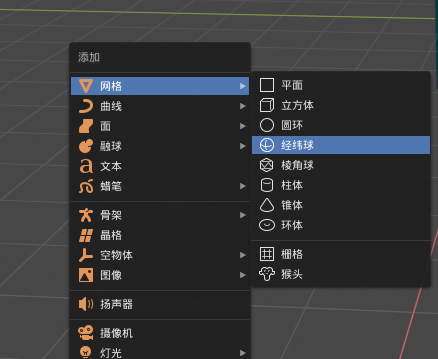 添加
网格
曲线
面
融球
文本
蜡笔
骨架
晶格
空物体
图像
扬声器
摄像机
灯光
平面
立方体
圆环
经纬球
棱角球
柱体
锥体
环体
栅格
猴头